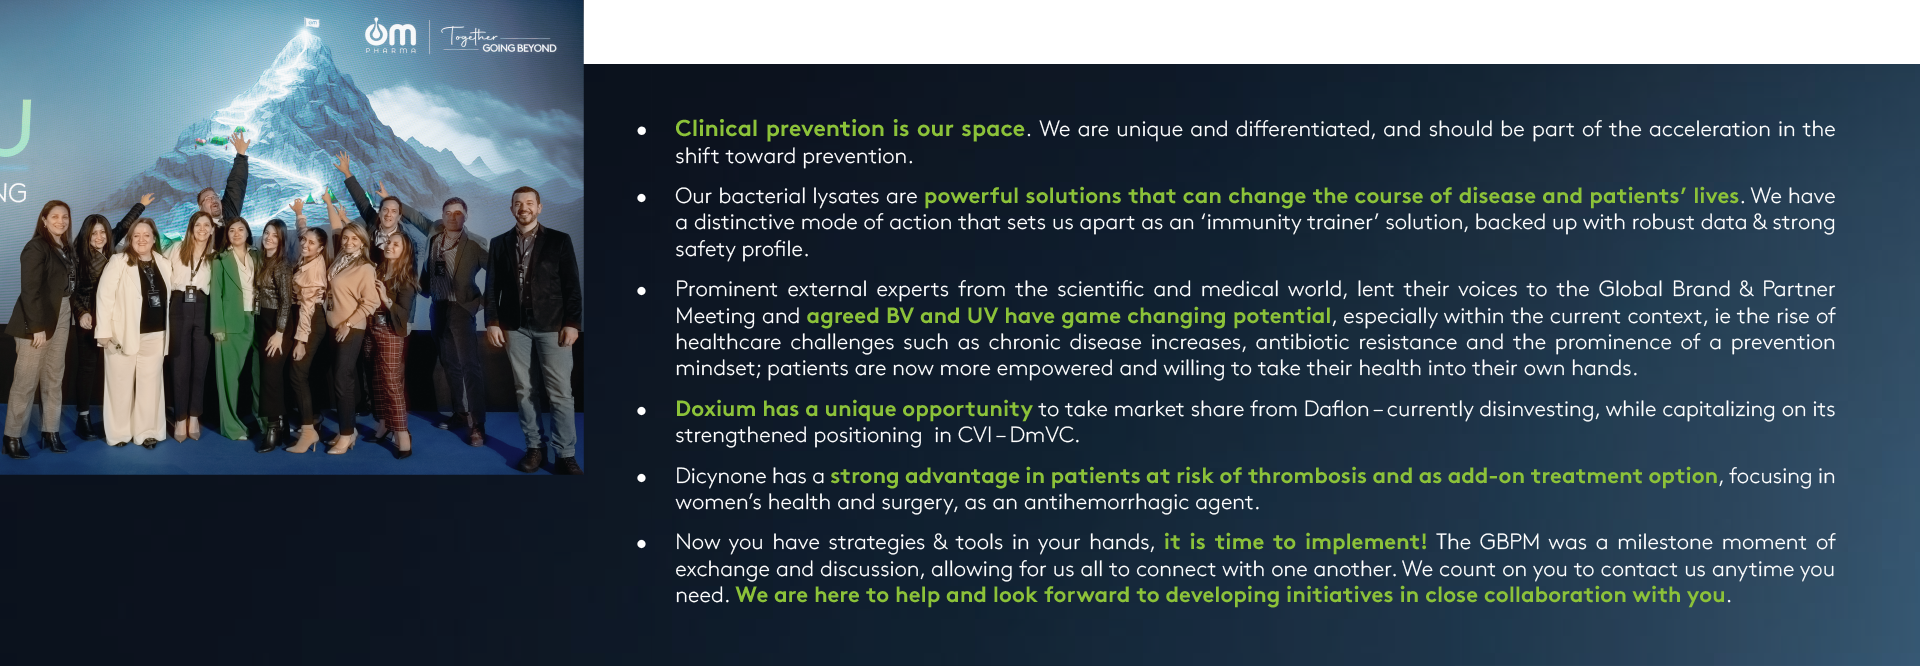 U
NG
om
PHARMA
Together
GOING BEYOND
• Clinical prevention is our space. We are unique and differentiated, and should be part of the acceleration in the
shift toward prevention.
• Our bacterial lysates are powerful solutions that can change the course of disease and patients’ lives. We have
a distinctive mode of action that sets us apart as an ‘immunity trainer’ solution, backed up with robust data & strong
safety profile.
• Prominent external experts from the scientific and medical world, lent their voices to the Global Brand & Partner
Meeting and agreed BV and UV have game changing potential, especially within the current context, ie the rise of
healthcare challenges such as chronic disease increases, antibiotic resistance and the prominence of a prevention
mindset; patients are now more empowered and willing to take their health into their own hands.
• Doxium has a unique opportunity to take market share from Daflon – currently disinvesting, while capitalizing on its
strengthened positioning in CVI – DmVC.
• Dicynone has a strong advantage in patients at risk of thrombosis and as add-on treatment option, focusing in
women’s health and surgery, as an antihemorrhagic agent.
• Now you have strategies & tools in your hands, it is time to implement! The GBPM was a milestone moment of
exchange and discussion, allowing for us all to connect with one another. We count on you to contact us anytime you
need. We are here to help and look forward to developing initiatives in close collaboration with you.